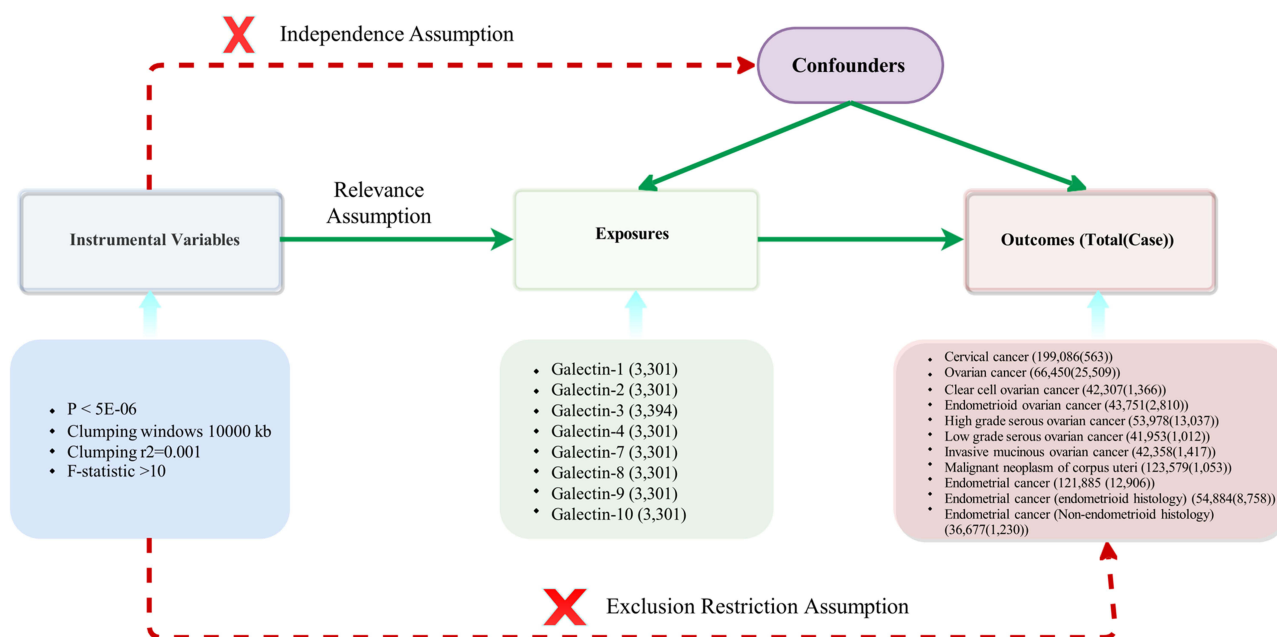 Independence Assumption
Confounders
Relevance
Assumption
Instrumental Variables
Exposures
Outcomes (Total(Case))
P < 5E-06
Clumping windows 10000 kb
Clumping r2=0.001
F-statistic >10
Galectin-1 (3,301)
Galectin-2 (3,301)
Galectin-3 (3,394)
Galectin-4 (3,301)
Galectin-7 (3,301)
Galectin-8 (3,301)
Galectin-9 (3,301)
Galectin-10 (3,301)
Cervical cancer (199,086(563))
Ovarian cancer (66,450(25,509))
Clear cell ovarian cancer (42,307(1,366))
Endometrioid ovarian cancer (43,751(2,810))
High grade serous ovarian cancer (53,978(13,037))
Low grade serous ovarian cancer (41,953(1,012))
Invasive mucinous ovarian cancer (42,358(1,417))
Malignant neoplasm of corpus uteri (123,579(1,053))
Endometrial cancer (121,885 (12,906))
Endometrial cancer (endometrioid histology) (54,884(8,758))
Endometrial cancer (Non-endometrioid histology)
(36,677(1,230))
Exclusion Restriction Assumption